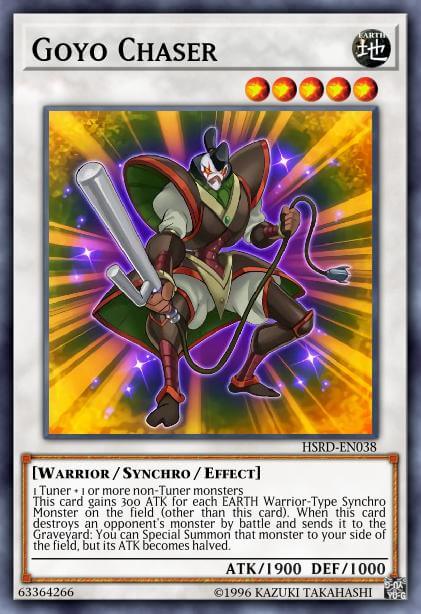 GOYO CHASER
EARTH
地
HSRD-EN038
[WARRIOR / SYNCHRO / EFFECT]
1 Tuner + 1 or more non-Tuner monsters
This card gains 300 ATK for each EARTH Warrior-Type Synchro
Monster on the field (other than this card). When this card
destroys an opponent's monster by battle and sends it to the
Graveyard: You can Special Summon that monster to your side of
the field, but its ATK becomes halved.
ATK/1900 DEF/1000
63364266
©1996 KAZUKI TAKAHASHI